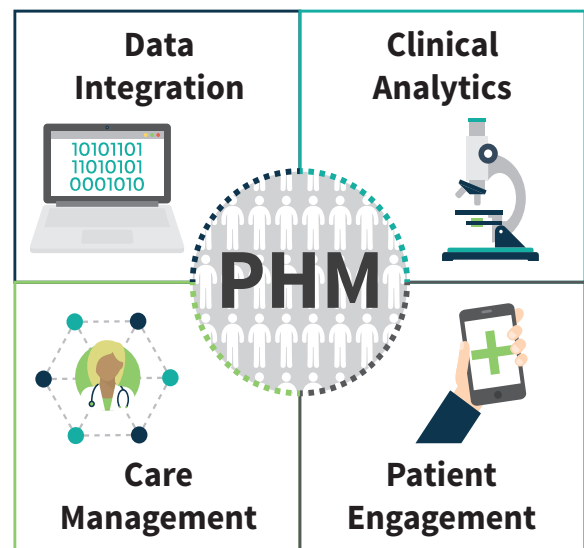 Data
Integration
Clinical
Analytics
10101101
11010101
0001010
PHM
Care
Management
Patient
Engagement